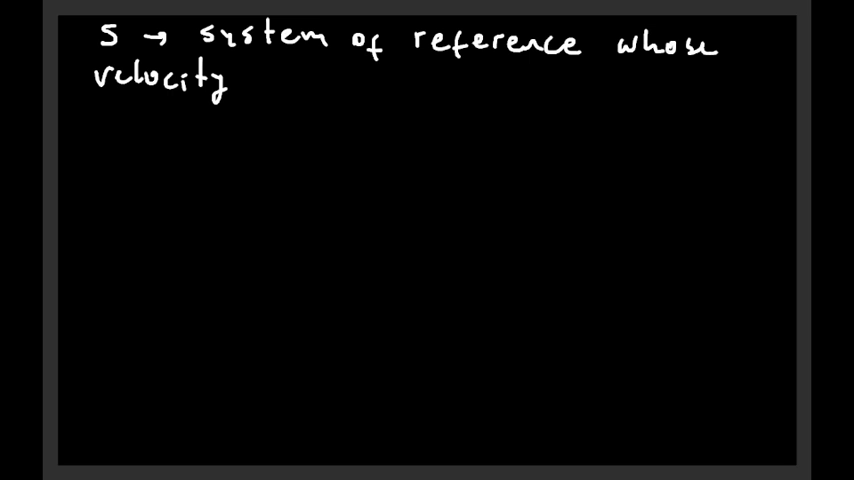 S → system of reference whose
velocity